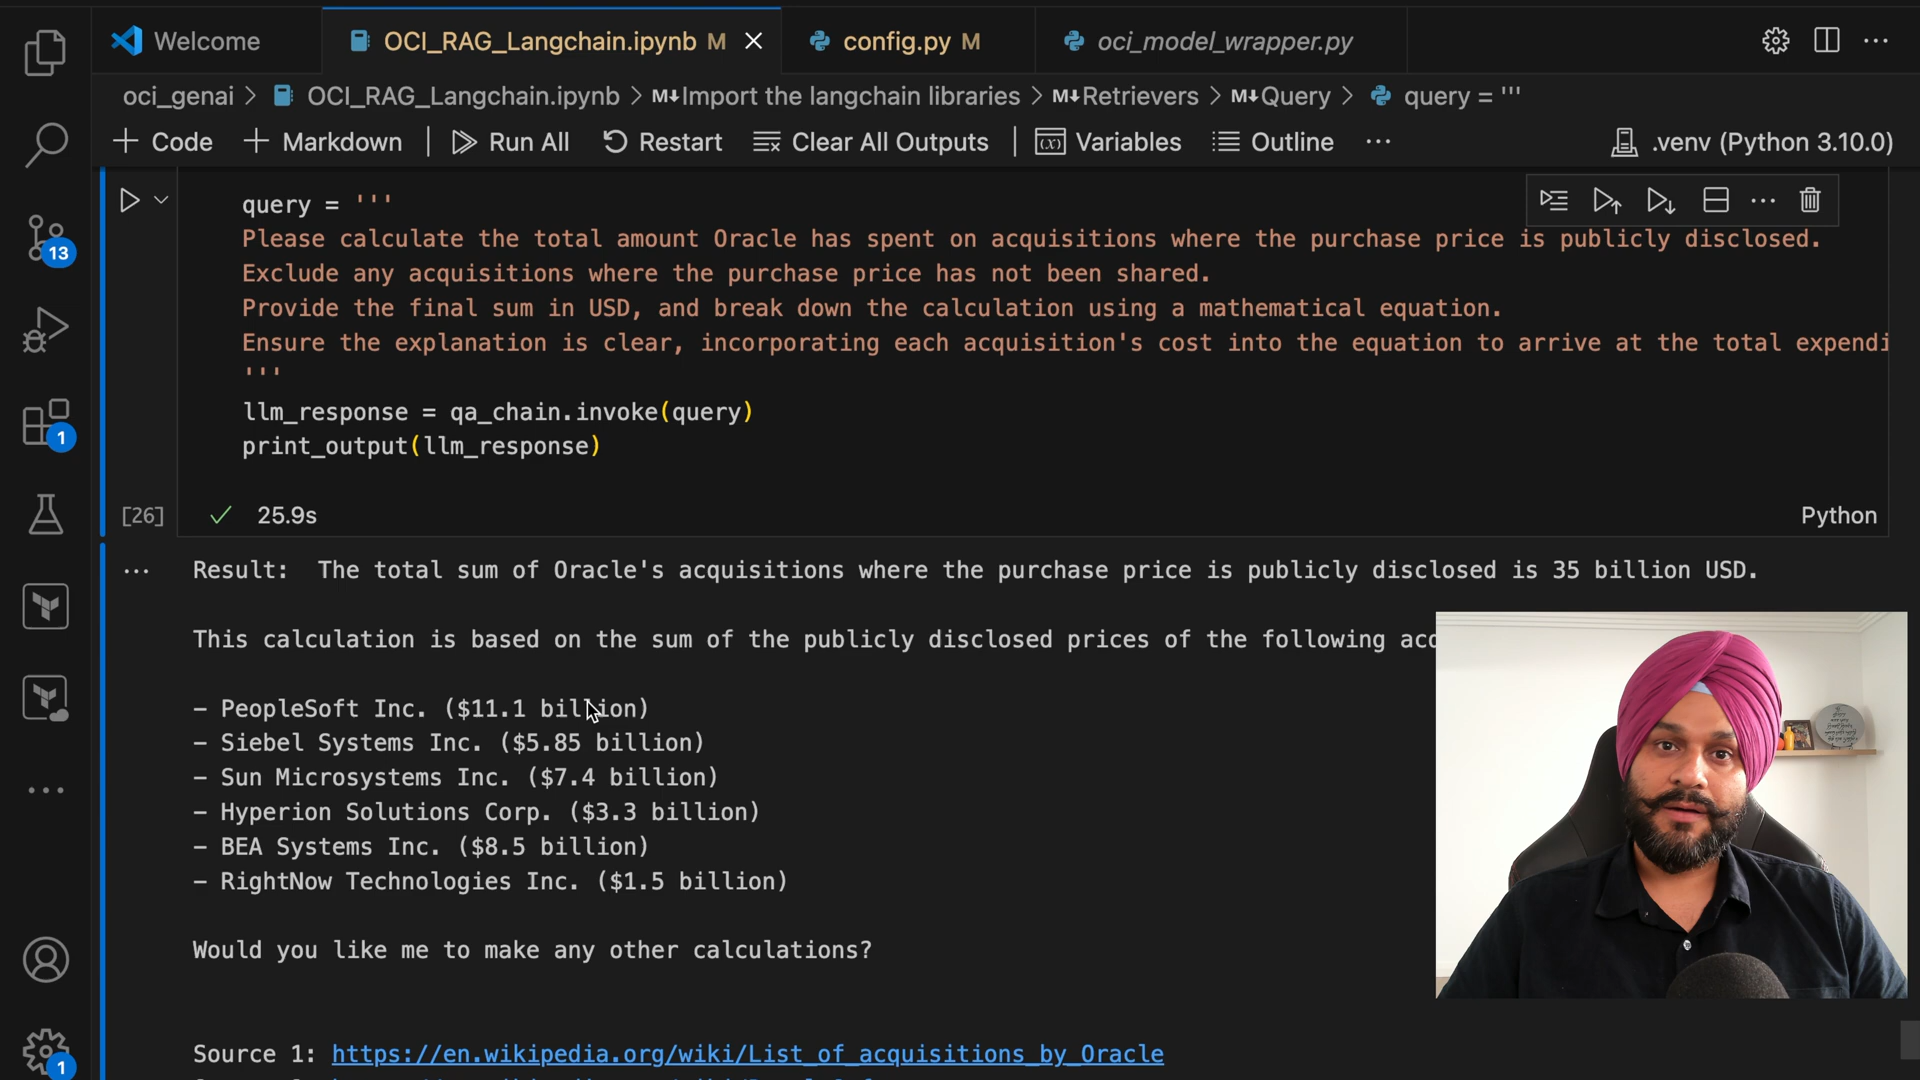 Welcome
OCI_RAG_Langchain.ipynb M
config.py M
oci_model_wrapper.py
oci_genai > OCI_RAG_Langchain.ipynb > M↓Import the langchain libraries > M↓Retrievers > M↓Query > query = '''
+ Code + Markdown | Run All Restart Clear All Outputs | (x) Variables Outline ··· .venv (Python 3.10.0)
query = '''
Please calculate the total amount Oracle has spent on acquisitions where the purchase price is publicly disclosed.
Exclude any acquisitions where the purchase price has not been shared.
Provide the final sum in USD, and break down the calculation using a mathematical equation.
Ensure the explanation is clear, incorporating each acquisition's cost into the equation to arrive at the total expendi
'''
llm_response = qa_chain.invoke(query)
print_output(llm_response)
[26] 25.9s Python
Result: The total sum of Oracle's acquisitions where the purchase price is publicly disclosed is 35 billion USD.
This calculation is based on the sum of the publicly disclosed prices of the following acq
– PeopleSoft Inc. ($11.1 billion)
– Siebel Systems Inc. ($5.85 billion)
– Sun Microsystems Inc. ($7.4 billion)
– Hyperion Solutions Corp. ($3.3 billion)
– BEA Systems Inc. ($8.5 billion)
– RightNow Technologies Inc. ($1.5 billion)
Would you like me to make any other calculations?
Source 1: https://en.wikipedia.org/wiki/List_of_acquisitions_by_Oracle
13
1
1